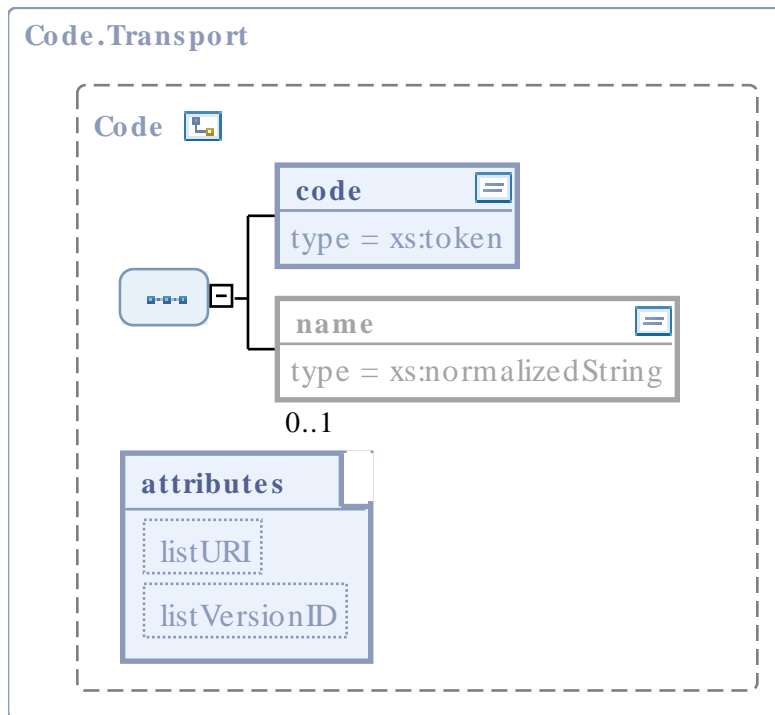 Code.Transport
Code
code
type = xs:token
name
type = xs:normalizedString
0..1
attributes
listURI
listVersionID